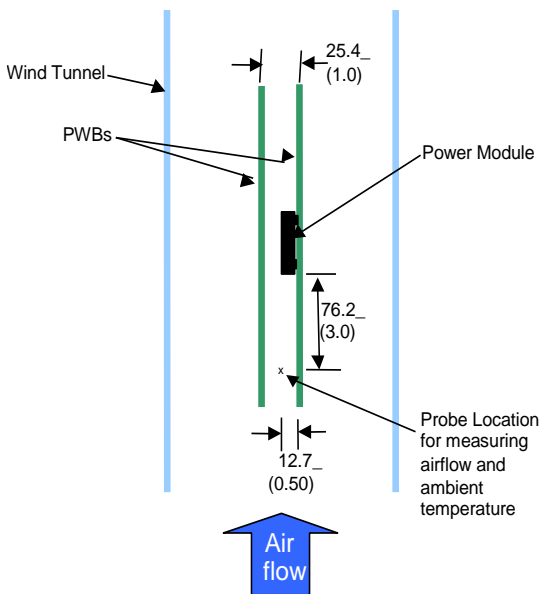 25.4_
(1.0)
Wind Tunnel
PWBs
Power Module
76.2_
(3.0)
x
Probe Location
for measuring
airflow and
ambient
temperature
12.7_
(0.50)
Air
flow